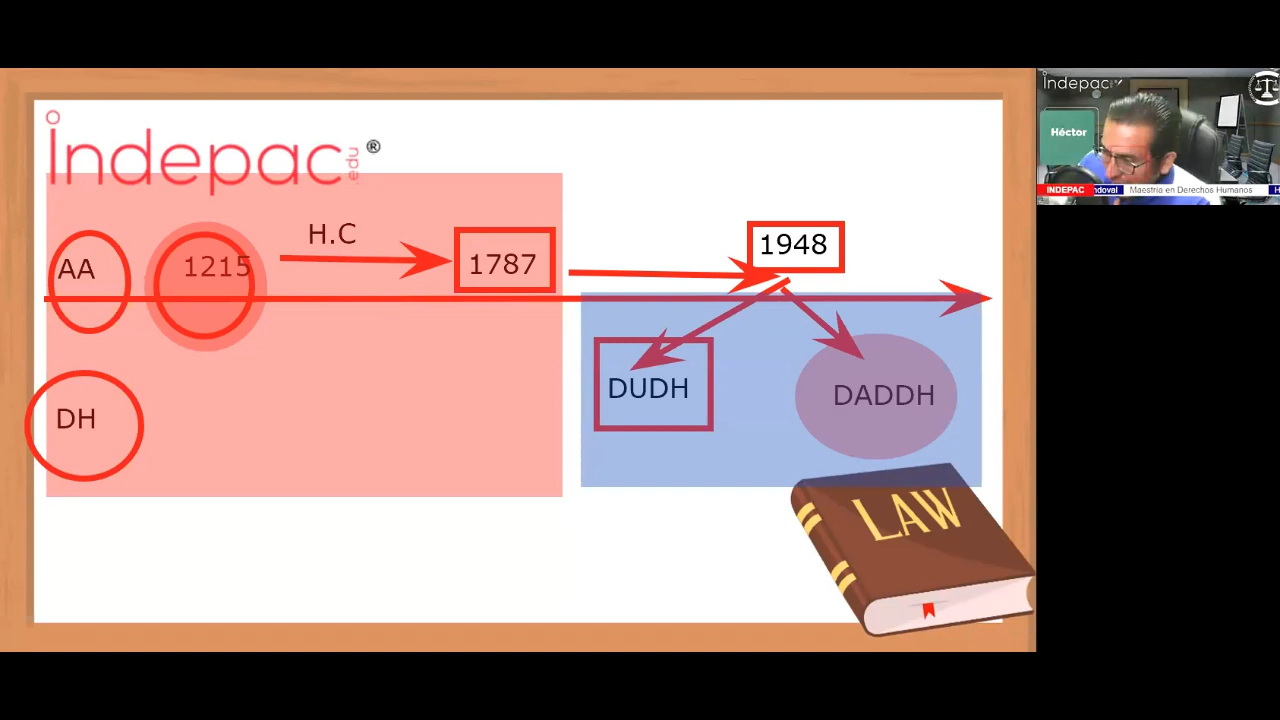 indepac
.edu
®
H.C
1948
AA
1215
1787
DUDH
DADDH
DH
LAW
indepac
Héctor
INDEPAC
ndoval
Maestría en Derechos Humanos
H